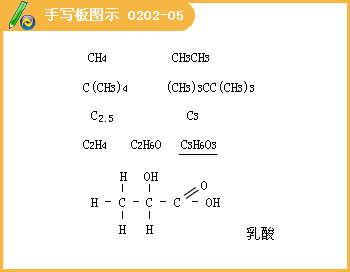 手写板图示 0202-05
CH4 CH3CH3
C(CH3)4 (CH3)3CC(CH3)3
C2.5 C3
C2H4 C2H6O C3H6O3
H OH O
H - C - C - C - OH
H H
乳酸